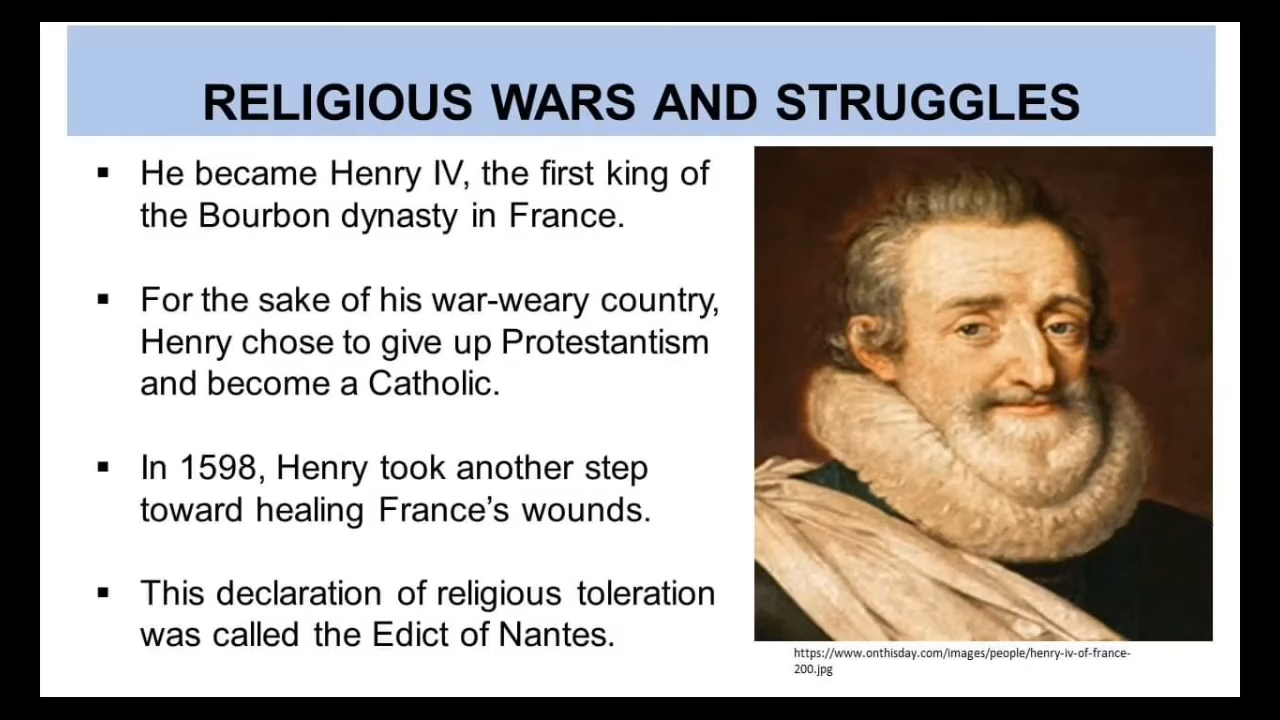 RELIGIOUS WARS AND STRUGGLES
▪ He became Henry IV, the first king of
the Bourbon dynasty in France.
▪ For the sake of his war-weary country,
Henry chose to give up Protestantism
and become a Catholic.
▪ In 1598, Henry took another step
toward healing France’s wounds.
▪ This declaration of religious toleration
was called the Edict of Nantes.
https://www.onthisday.com/images/people/henry-iv-of-france-
200.jpg